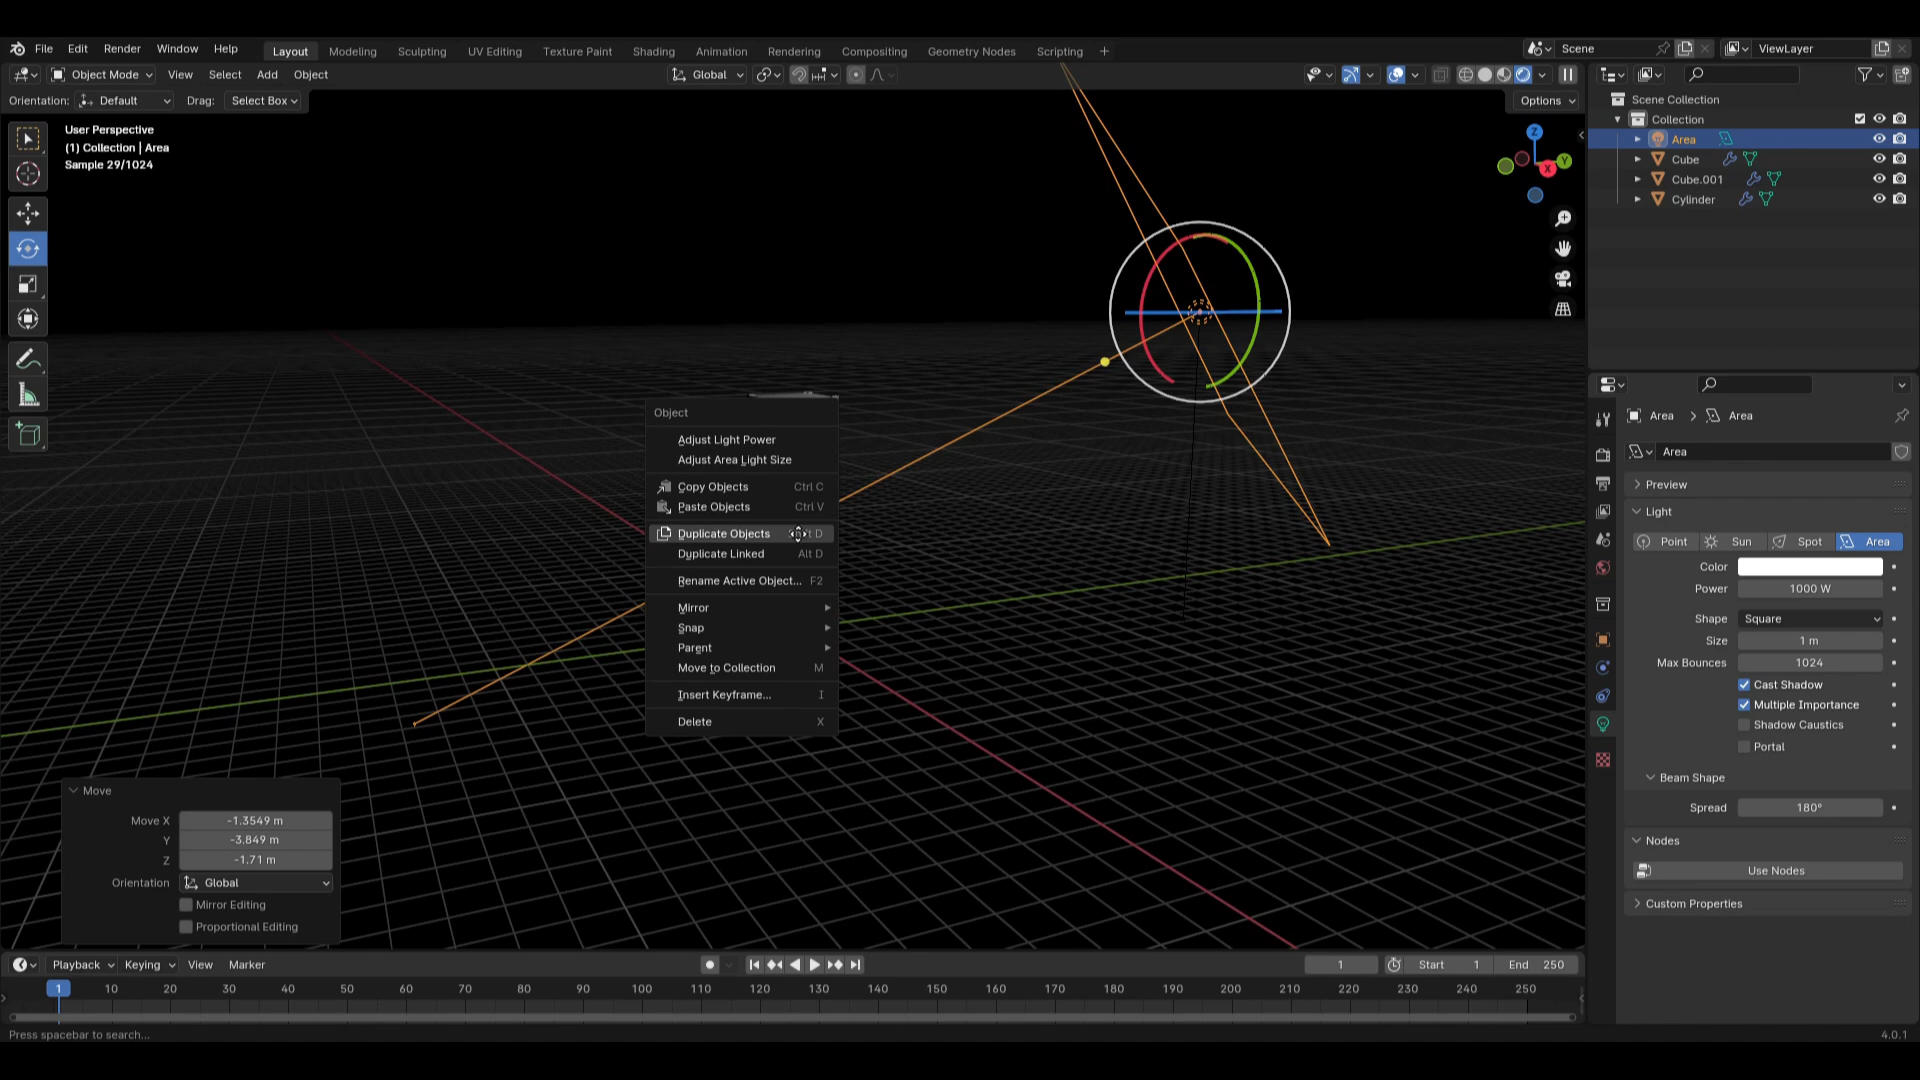 File Edit Render Window Help Layout Modeling Sculpting UV Editing Texture Paint Shading Animation Rendering Compositing Geometry Nodes Scripting + Scene ViewLayer
Object Mode View Select Add Object Global
Orientation: Default Drag: Select Box Options
User Perspective
(1) Collection | Area
Sample 29/1024
Z
Y
X
Scene Collection
Collection
Area
Cube
Cube.001
Cylinder
Object
Adjust Light Power
Adjust Area Light Size
Copy Objects Ctrl C
Paste Objects Ctrl V
Duplicate Objects D
Duplicate Linked Alt D
Rename Active Object... F2
Mirror
Snap
Parent
Move to Collection M
Insert Keyframe... I
Delete X
Area > Area
Area
Preview
Light
Point Sun Spot Area
Color
Power 1000 W
Shape Square
Size 1 m
Max Bounces 1024
Cast Shadow
Multiple Importance
Shadow Caustics
Portal
Beam Shape
Spread 180°
Nodes
Use Nodes
Custom Properties
Move
Move X -1.3549 m
Y -3.849 m
Z -1.71 m
Orientation Global
Mirror Editing
Proportional Editing
Playback Keying View Marker 1 Start 1 End 250
1 10 20 30 40 50 60 70 80 90 100 110 120 130 140 150 160 170 180 190 200 210 220 230 240 250
Press spacebar to search... 4.0.1